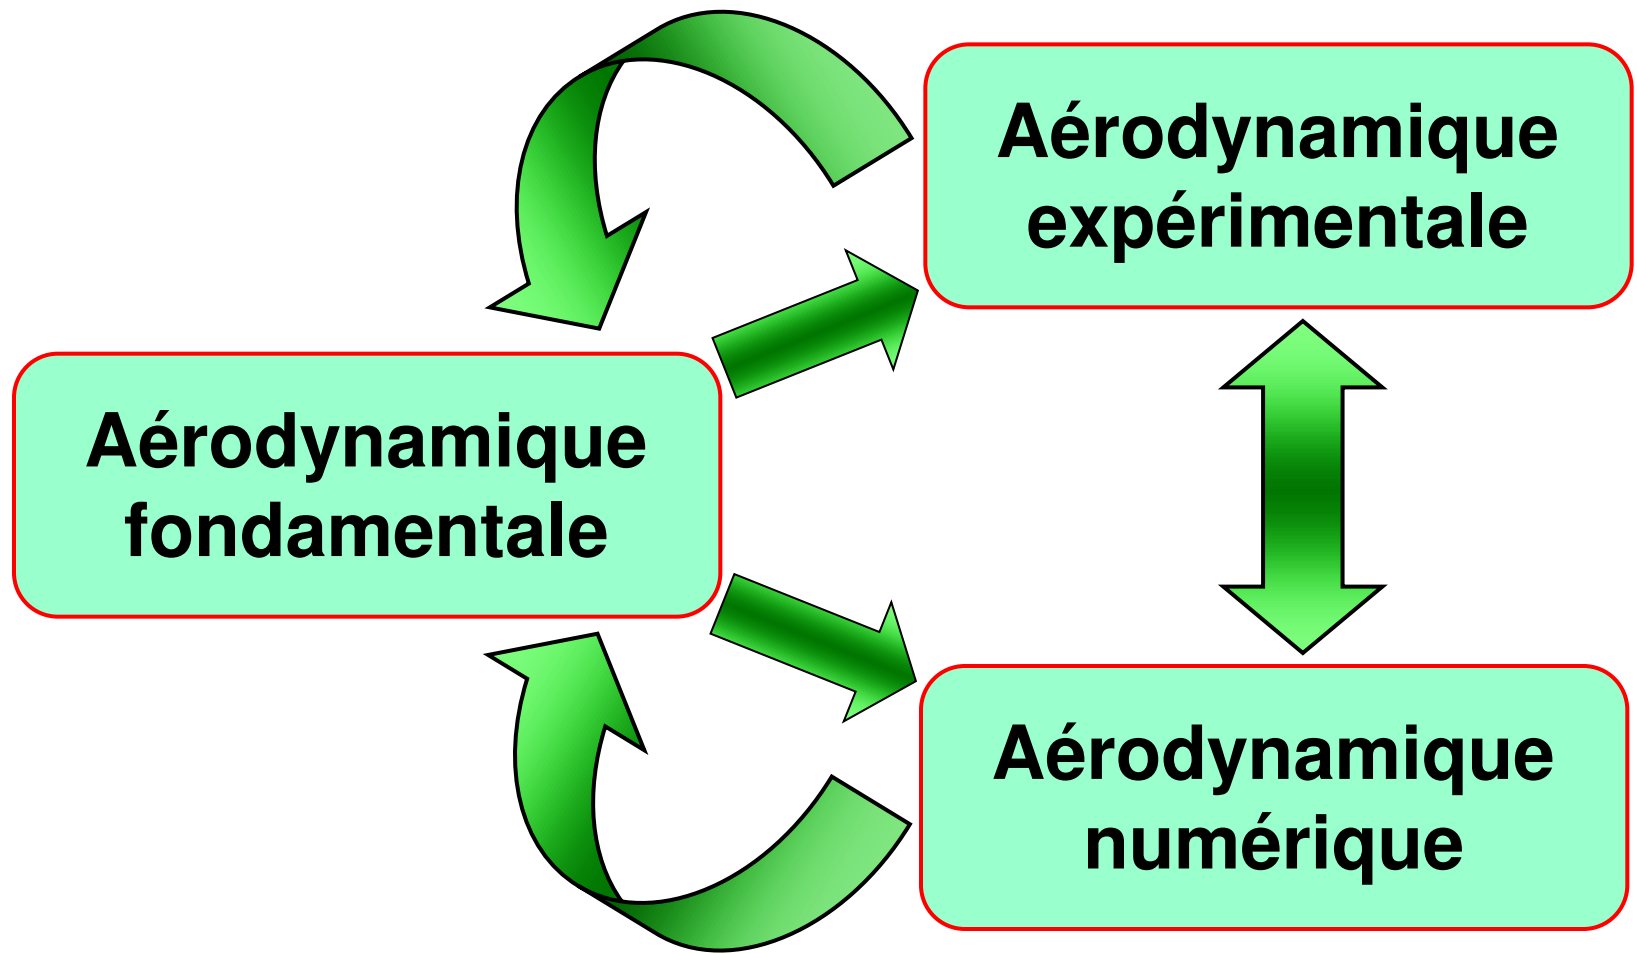 Aérodynamique
expérimentale
Aérodynamique
fondamentale
Aérodynamique
numérique